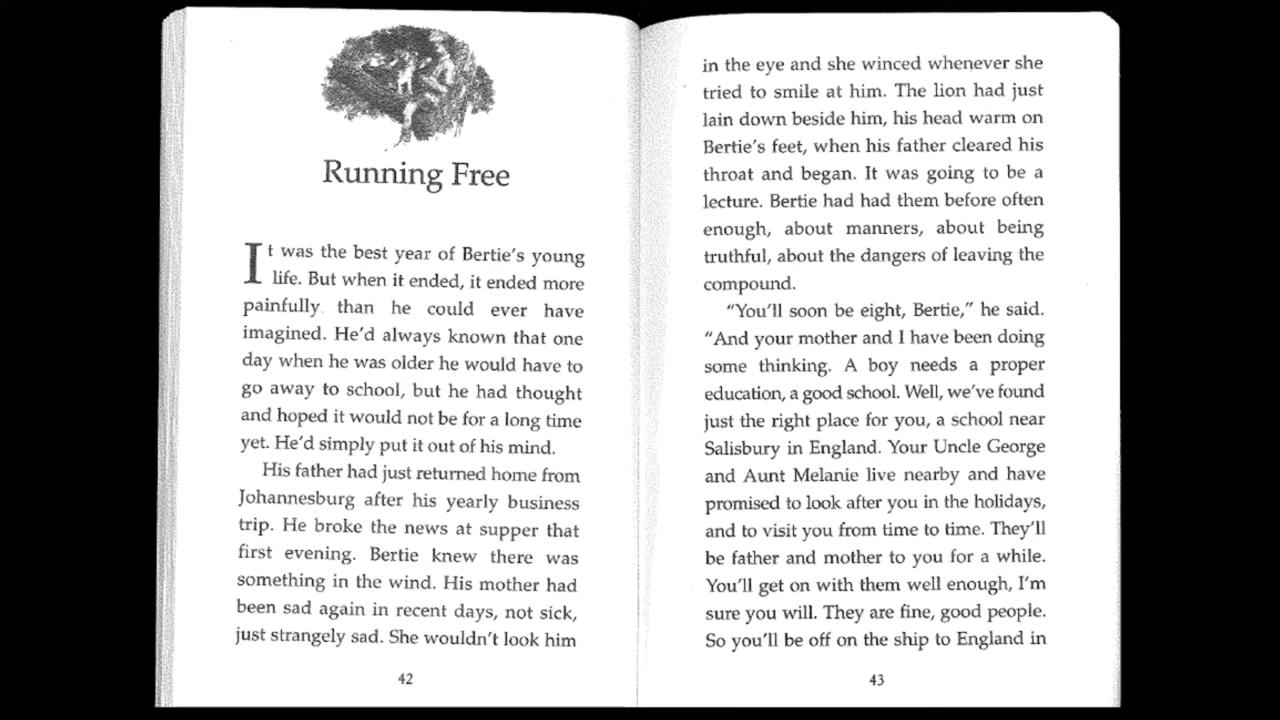 Running Free
It was the best year of Bertie's young
life. But when it ended, it ended more
painfully than he could ever have
imagined. He'd always known that one
day when he was older he would have to
go away to school, but he had thought
and hoped it would not be for a long time
yet. He'd simply put it out of his mind.
His father had just returned home from
Johannesburg after his yearly business
trip. He broke the news at supper that
first evening. Bertie knew there was
something in the wind. His mother had
been sad again in recent days, not sick,
just strangely sad. She wouldn't look him
42
in the eye and she winced whenever she
tried to smile at him. The lion had just
lain down beside him, his head warm on
Bertie's feet, when his father cleared his
throat and began. It was going to be a
lecture. Bertie had had them before often
enough, about manners, about being
truthful, about the dangers of leaving the
compound.
"You'll soon be eight, Bertie," he said.
"And your mother and I have been doing
some thinking. A boy needs a proper
education, a good school. Well, we've found
just the right place for you, a school near
Salisbury in England. Your Uncle George
and Aunt Melanie live nearby and have
promised to look after you in the holidays,
and to visit you from time to time. They'll
be father and mother to you for a while.
You'll get on with them well enough, I'm
sure you will. They are fine, good people.
So you'll be off on the ship to England in
43